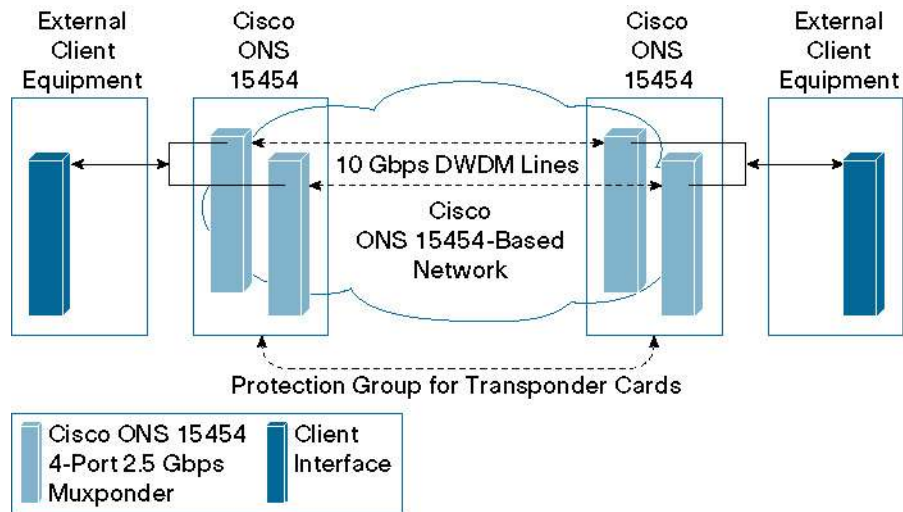 External
Client
Equipment
Cisco
ONS
15454
Cisco
ONS
15454
External
Client
Equipment
10 Gbps DWDM Lines
Cisco
ONS 15454-Based
Network
Protection Group for Transponder Cards
Cisco ONS 15454
4-Port 2.5 Gbps
Muxponder
Client
Interface